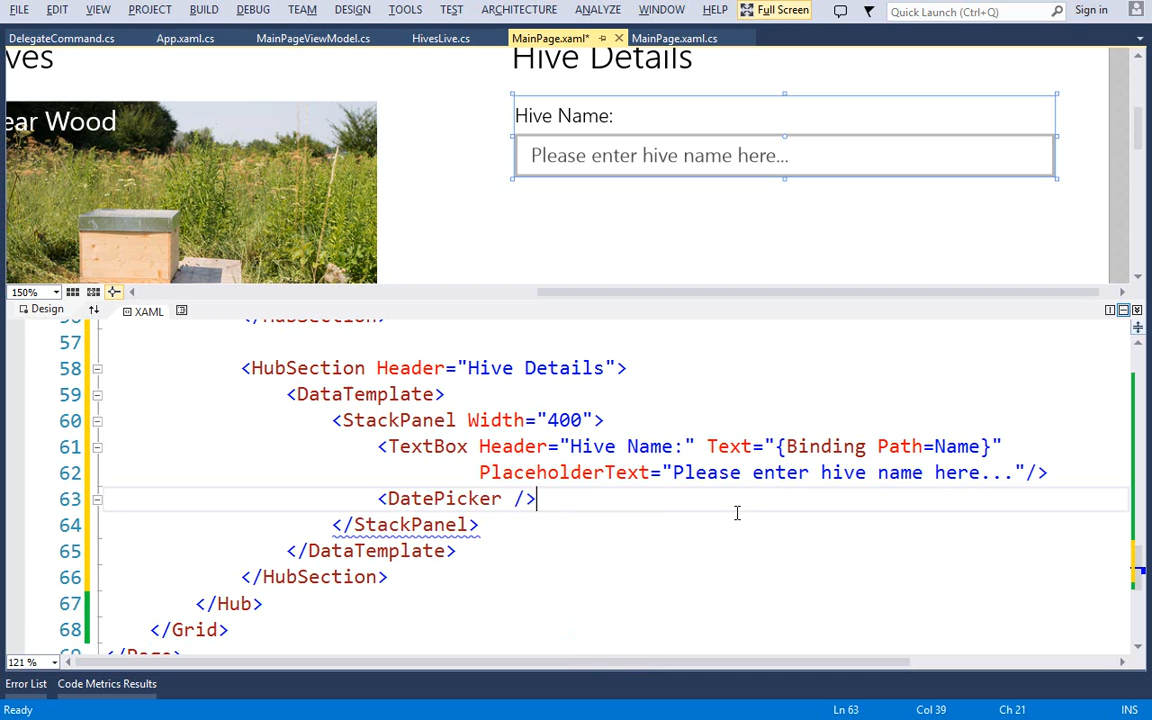 FILE EDIT VIEW PROJECT BUILD DEBUG TEAM DESIGN TOOLS TEST ARCHITECTURE ANALYZE WINDOW HELP Full Screen Quick Launch (Ctrl+Q) Sign in
DelegateCommand.cs App.xaml.cs MainPageViewModel.cs HivesLive.cs MainPage.xaml* MainPage.xaml.cs
ves Hive Details
ear Wood
Hive Name:
Please enter hive name here...
150%
Design XAML
57
58 <HubSection Header="Hive Details">
59 <DataTemplate>
60 <StackPanel Width="400">
61 <TextBox Header="Hive Name:" Text="{Binding Path=Name}"
62 PlaceholderText="Please enter hive name here..."/>
63 <DatePicker />
64 </StackPanel>
65 </DataTemplate>
66 </HubSection>
67 </Hub>
68 </Grid>
121 %
Error List Code Metrics Results
Ready Ln 63 Col 39 Ch 21 INS